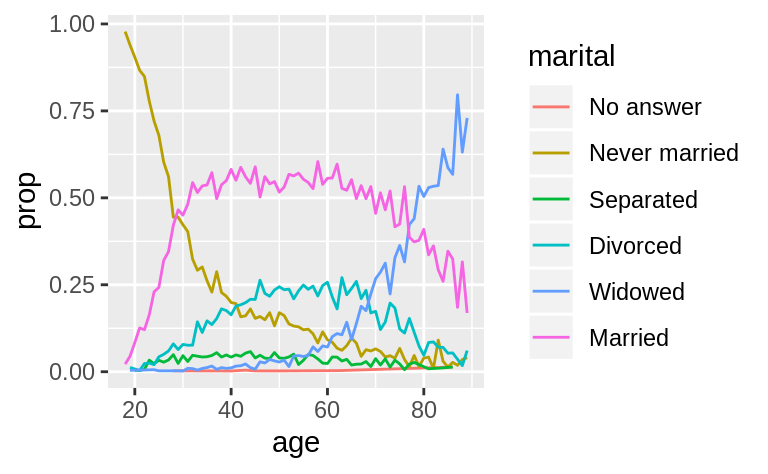 1.00
0.75
0.50
0.25
0.00
prop
20 40 60 80
age
marital
No answer
Never married
Separated
Divorced
Widowed
Married